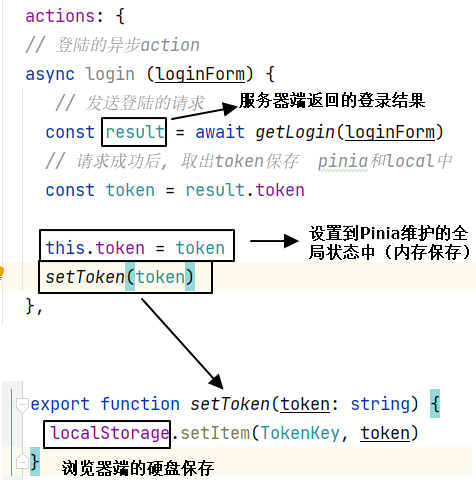 actions: {
// 登陆的异步action
async login (loginForm) {
// 发送登陆的请求
服务器端返回的登录结果
const result = await getLogin(loginForm)
// 请求成功后, 取出token保存  pinia和local中
const token = result.token
this.token = token
设置到Pinia维护的全
局状态中（内存保存）
setToken(token)
},
export function setToken(token: string) {
localStorage.setItem(TokenKey, token)
}
浏览器端的硬盘保存